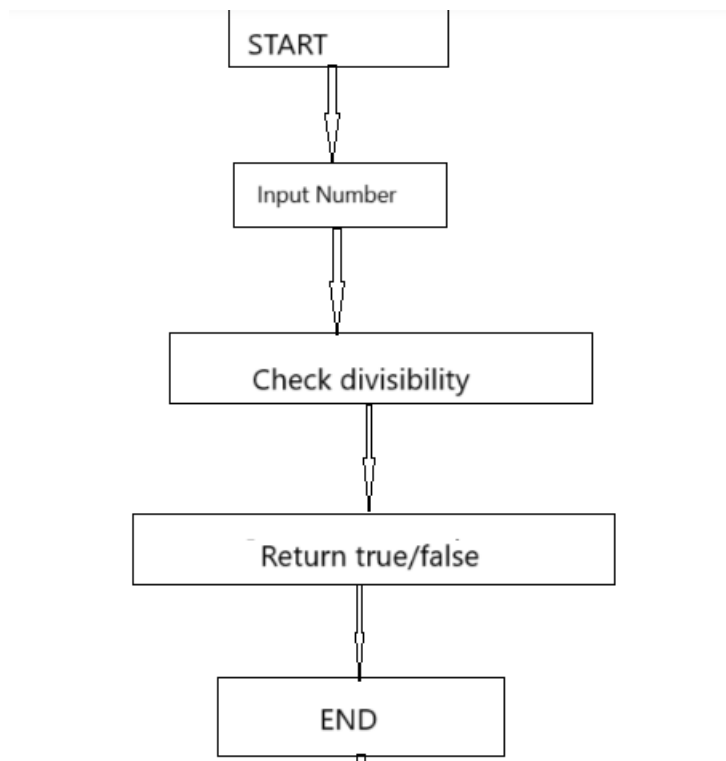 START
Input Number
Check divisibility
Return true/false
END